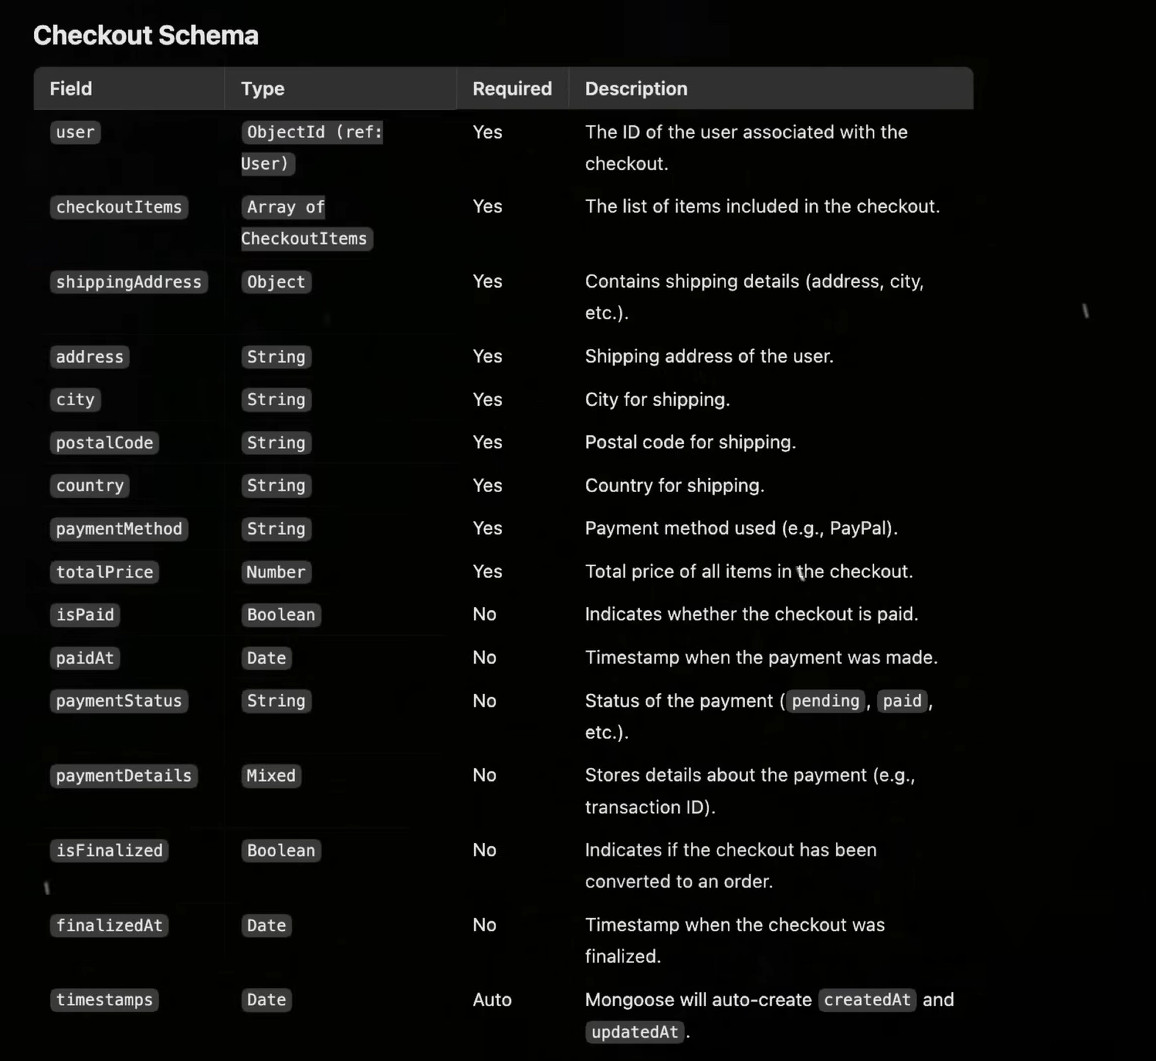 Checkout Schema
Field Type Required Description
user ObjectId (ref: Yes The ID of the user associated with the
User) checkout.
checkoutItems Array of Yes The list of items included in the checkout.
CheckoutItems
shippingAddress Object Yes Contains shipping details (address, city,
etc.).
address String Yes Shipping address of the user.
city String Yes City for shipping.
postalCode String Yes Postal code for shipping.
country String Yes Country for shipping.
paymentMethod String Yes Payment method used (e.g., PayPal).
totalPrice Number Yes Total price of all items in the checkout.
isPaid Boolean No Indicates whether the checkout is paid.
paidAt Date No Timestamp when the payment was made.
paymentStatus String No Status of the payment (pending, paid,
etc.).
paymentDetails Mixed No Stores details about the payment (e.g.,
transaction ID).
isFinalized Boolean No Indicates if the checkout has been
converted to an order.
finalizedAt Date No Timestamp when the checkout was
finalized.
timestamps Date Auto Mongoose will auto-create createdAt and
updatedAt.